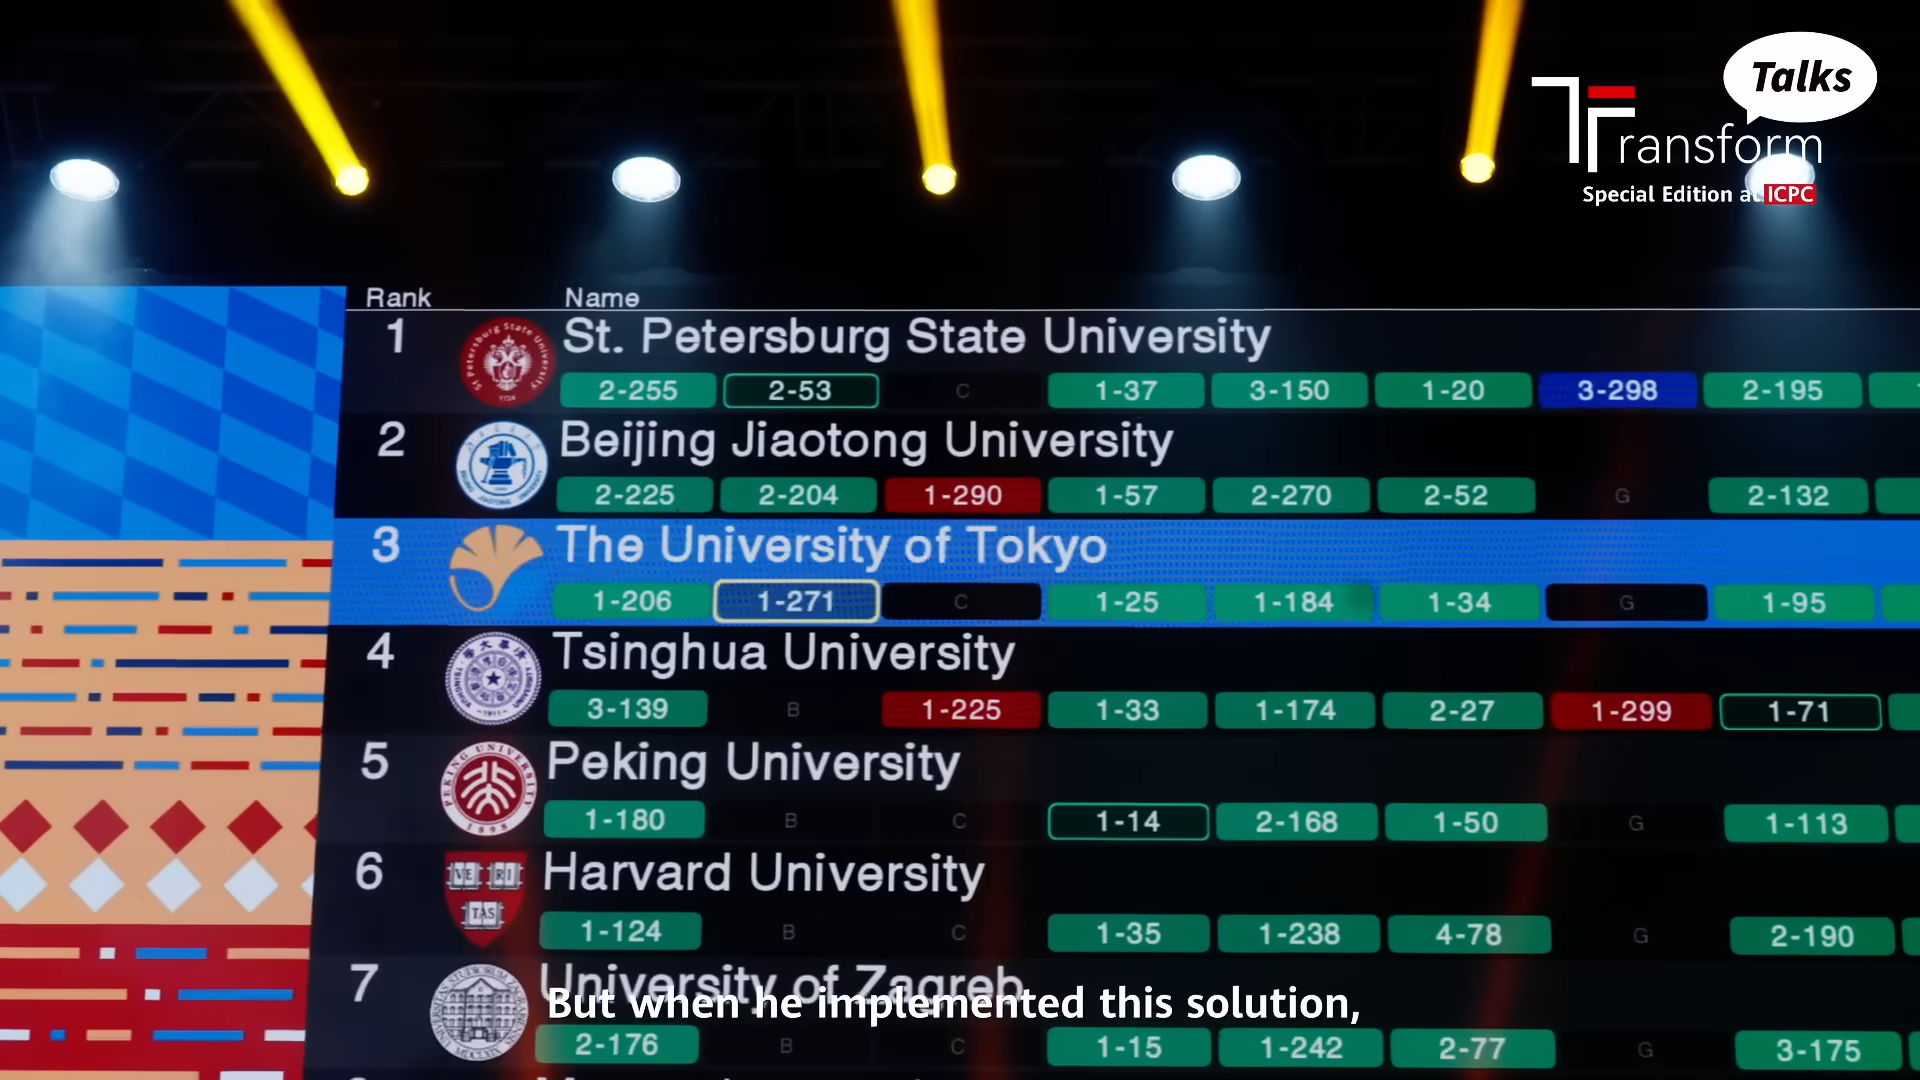 Talks
Transform
Special Edition at ICPC
Rank Name
1 St. Petersburg State University
2-255 2-53 C 1-37 3-150 1-20 3-298 2-195
2 Beijing Jiaotong University
2-225 2-204 1-290 1-57 2-270 2-52 G 2-132
3 The University of Tokyo
1-206 1-271 C 1-25 1-184 1-34 G 1-95
4 Tsinghua University
3-139 B 1-225 1-33 1-174 2-27 1-299 1-71
5 Peking University
1-180 B C 1-14 2-168 1-50 G 1-113
PEKING UNIVERSITY
1898
6 Harvard University
VE RI
TAS
1-124 B C 1-35 1-238 4-78 G 2-190
7 University of Zagreb
But when he implemented this solution,
2-176 B C 1-15 1-242 2-77 G 3-175